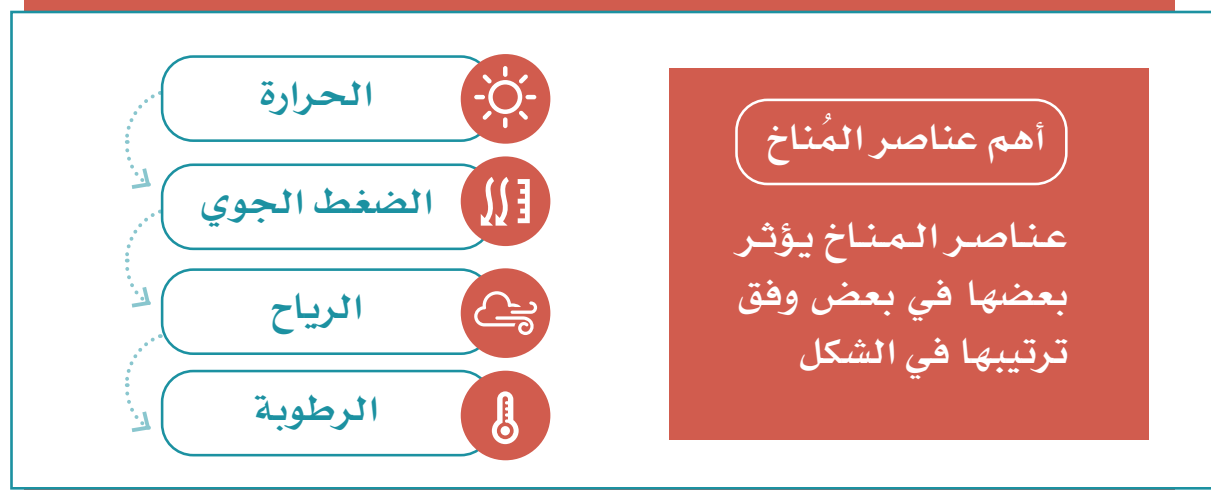 أهم عناصر المُناخ
عناصر المناخ يؤثر
بعضها في بعض وفق
ترتيبها في الشكل
الحرارة
الضغط الجوي
الرياح
الرطوبة